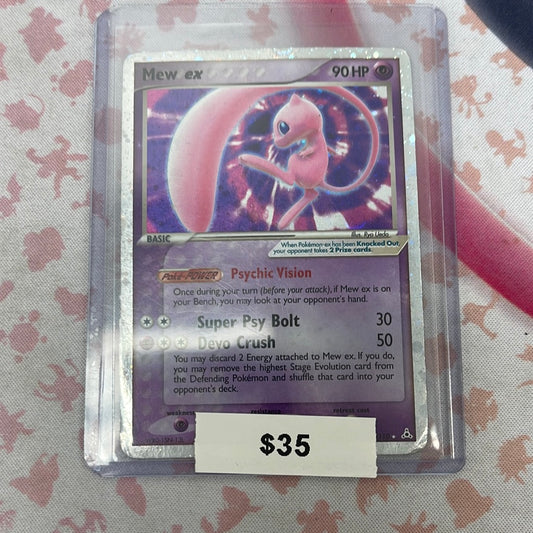 Mew ex
90 HP
Illus. Ryo Ueda
BASIC
When Pokémon-ex has been Knocked Out,
your opponent takes 2 Prize cards.
POKé-POWER Psychic Vision
Once during your turn (before your attack), if Mew ex is on
your Bench, you may look at your opponent's hand.
Super Psy Bolt 30
Devo Crush 50
You may discard 2 Energy attached to Mew ex. If you do,
you may remove the highest Stage Evolution card from
the Defending Pokémon and shuffle that card into your
opponent's deck.
weakness resistance retreat cost
$35